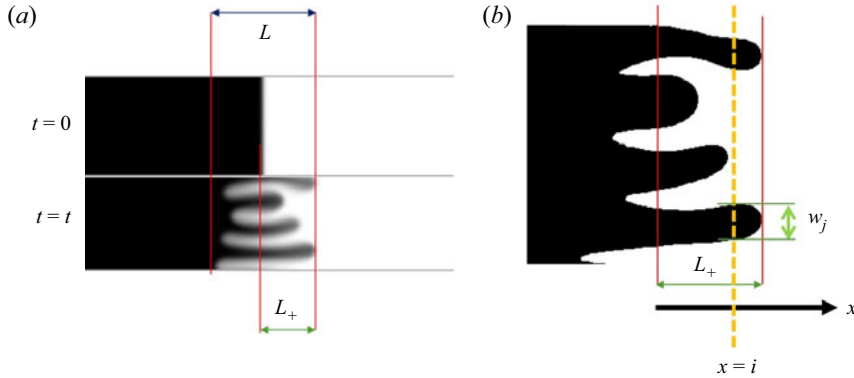 (a)
L
t = 0
t = t
L+
(b)
wj
L+
x
x = i